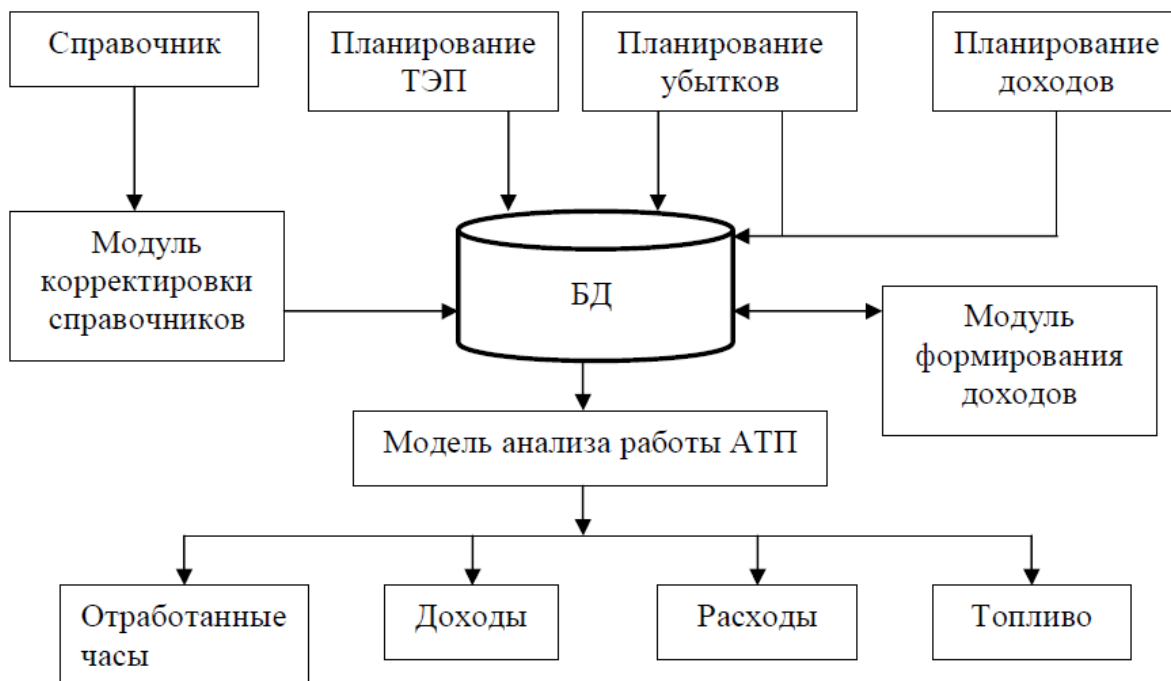 Справочник
Планирование
ТЭП
Планирование
убытков
Планирование
доходов
Модуль
корректировки
справочников
БД
Модуль
формирования
доходов
Модель анализа работы АТП
Отработанные
часы
Доходы
Расходы
Топливо